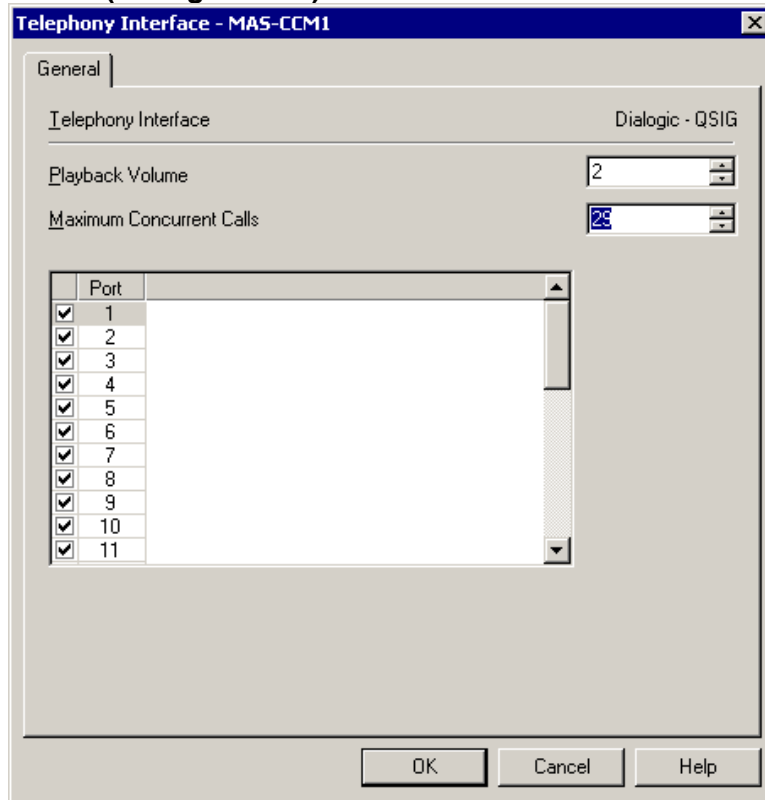 Telephony Interface - MAS-CCM1
General
Telephony Interface Dialogic - QSIG
Playback Volume 2
Maximum Concurrent Calls 29
Port
1
2
3
4
5
6
7
8
9
10
11
OK Cancel Help